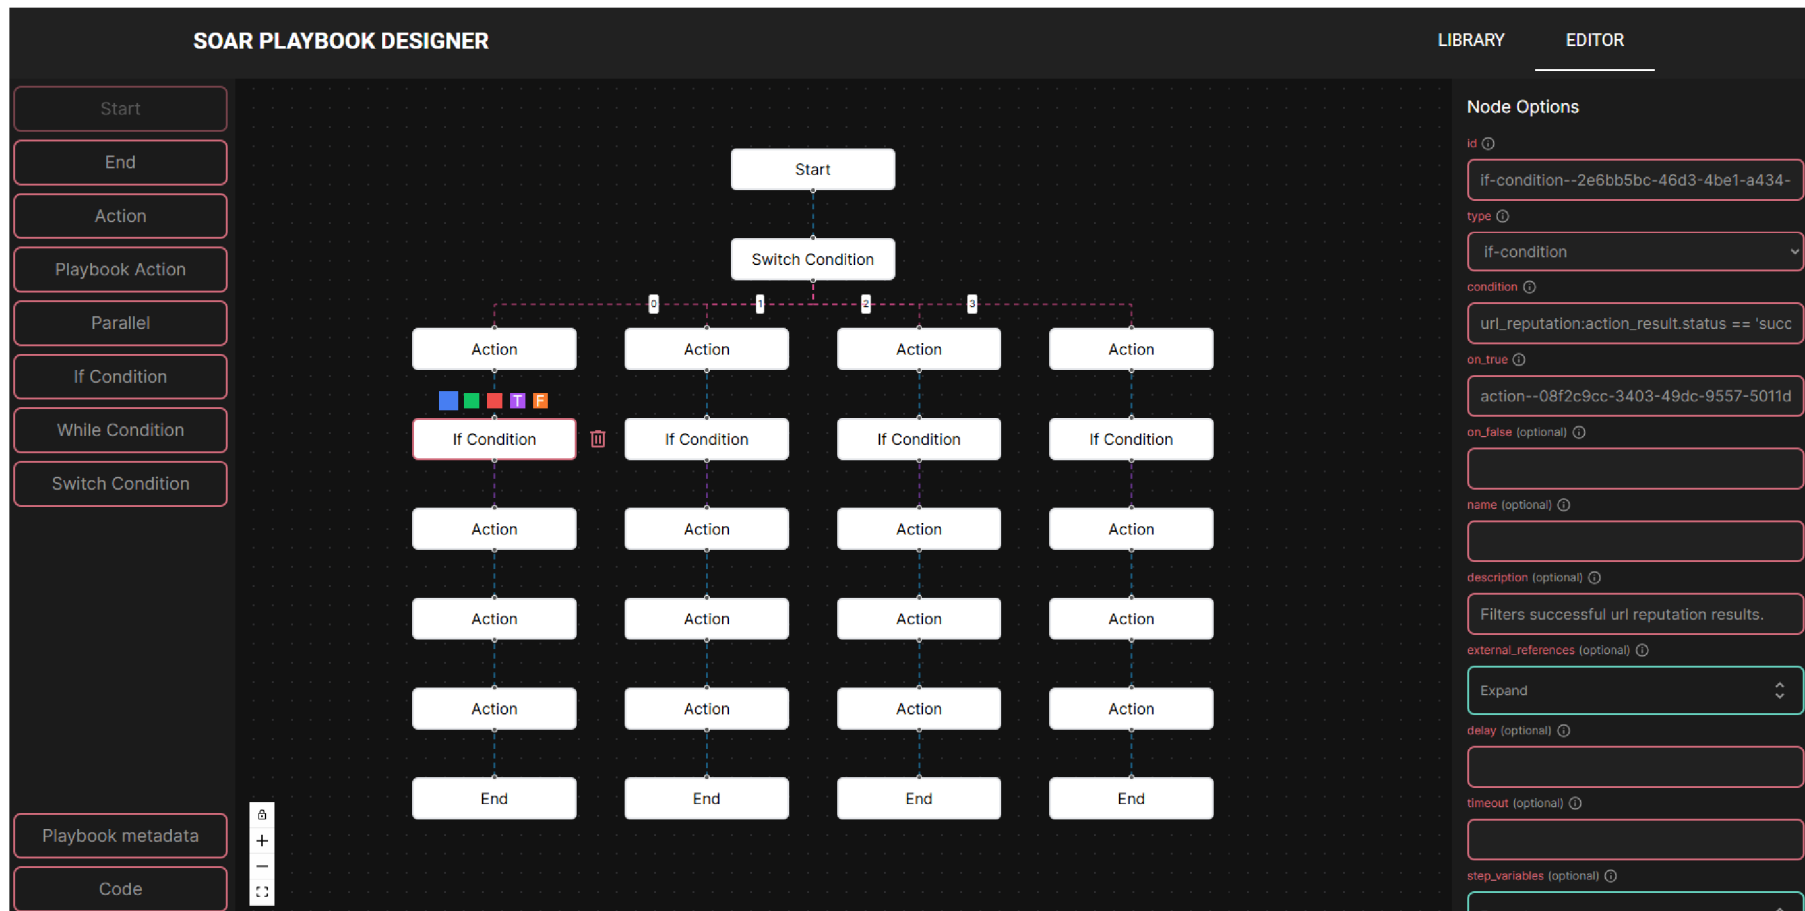 SOAR PLAYBOOK DESIGNER
LIBRARY
EDITOR
Start
End
Action
Playbook Action
Parallel
If Condition
While Condition
Switch Condition
Playbook metadata
Code
Start
Switch Condition
0 1 2 3
Action Action Action Action
T F
If Condition If Condition If Condition If Condition
Action Action Action Action
Action Action Action Action
Action Action Action Action
End End End End
Node Options
id
if-condition--2e6bb5bc-46d3-4be1-a434-
type
if-condition
condition
url_reputation:action_result.status == 'succ
on_true
action--08f2c9cc-3403-49dc-9557-5011d
on_false (optional)
name (optional)
description (optional)
Filters successful url reputation results.
external_references (optional)
Expand
delay (optional)
timeout (optional)
step_variables (optional)